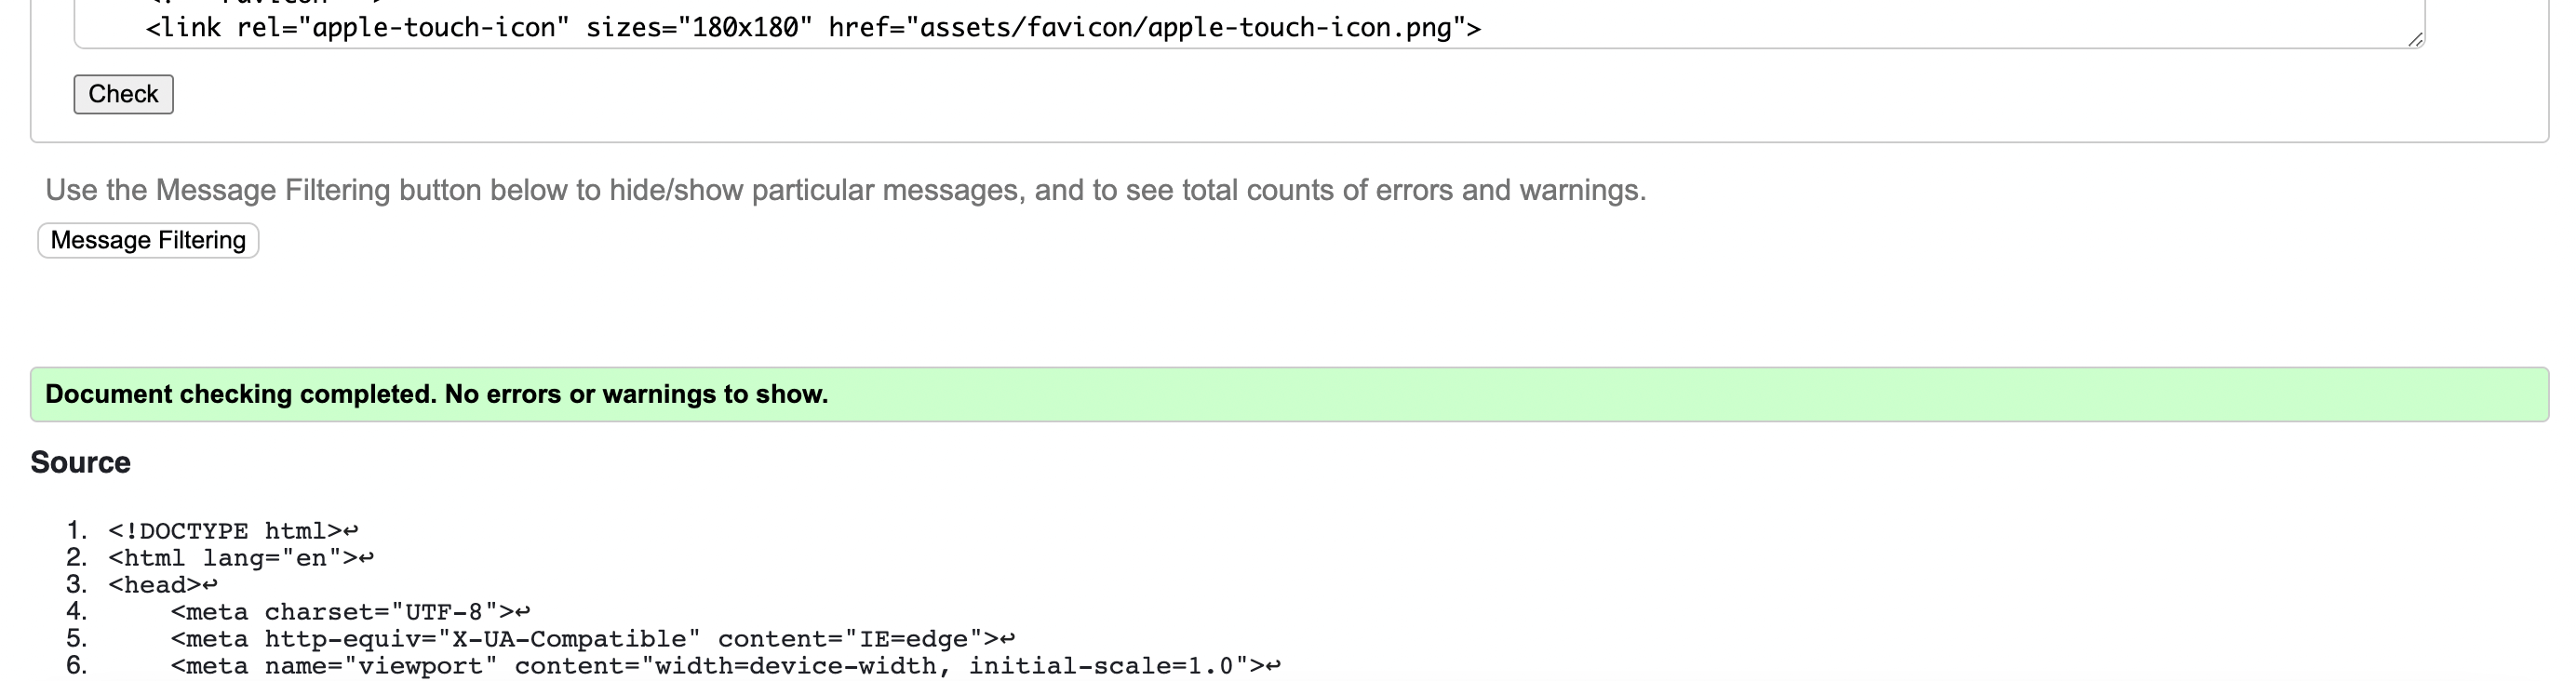 <link rel="apple-touch-icon" sizes="180x180" href="assets/favicon/apple-touch-icon.png">
Check
Use the Message Filtering button below to hide/show particular messages, and to see total counts of errors and warnings.
Message Filtering
Document checking completed. No errors or warnings to show.
Source
1. <!DOCTYPE html>↩
2. <html lang="en">↩
3. <head>↩
4. <meta charset="UTF-8">↩
5. <meta http-equiv="X-UA-Compatible" content="IE=edge">↩
6. <meta name="viewport" content="width=device-width, initial-scale=1.0">↩